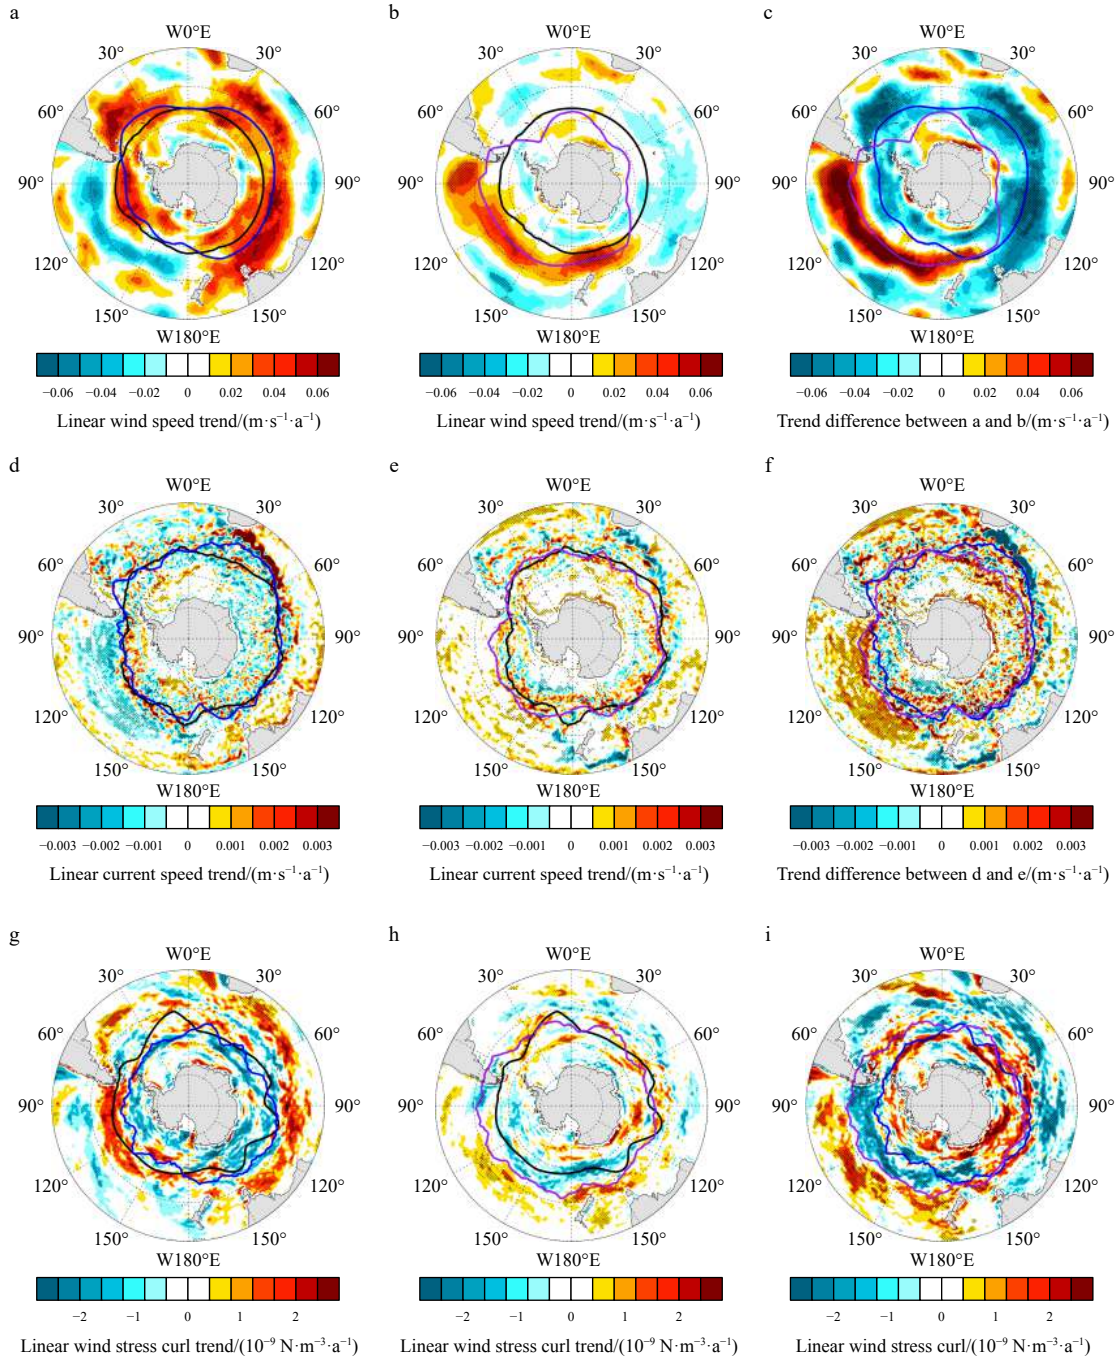 a b c
W0°E W0°E W0°E
30° 30° 30° 30° 30° 30°
60° 60° 60° 60° 60° 60°
90° 90° 90° 90° 90° 90°
120° 120° 120° 120° 120° 120°
150° 150° 150° 150° 150° 150°
W180°E W180°E W180°E
−0.06 −0.04 −0.02 0 0.02 0.04 0.06 −0.06 −0.04 −0.02 0 0.02 0.04 0.06 −0.06 −0.04 −0.02 0 0.02 0.04 0.06
Linear wind speed trend/(m·s⁻¹·a⁻¹) Linear wind speed trend/(m·s⁻¹·a⁻¹) Trend difference between a and b/(m·s⁻¹·a⁻¹)
d e f
W0°E W0°E W0°E
30° 30° 30° 30° 30° 30°
60° 60° 60° 60° 60° 60°
90° 90° 90° 90° 90° 90°
120° 120° 120° 120° 120° 120°
150° 150° 150° 150° 150° 150°
W180°E W180°E W180°E
−0.003 −0.002 −0.001 0 0.001 0.002 0.003 −0.003 −0.002 −0.001 0 0.001 0.002 0.003 −0.003 −0.002 −0.001 0 0.001 0.002 0.003
Linear current speed trend/(m·s⁻¹·a⁻¹) Linear current speed trend/(m·s⁻¹·a⁻¹) Trend difference between d and e/(m·s⁻¹·a⁻¹)
g h i
W0°E W0°E W0°E
30° 30° 30° 30° 30° 30°
60° 60° 60° 60° 60° 60°
90° 90° 90° 90° 90° 90°
120° 120° 120° 120° 120° 120°
150° 150° 150° 150° 150° 150°
W180°E W180°E W180°E
−2 −1 0 1 2 −2 −1 0 1 2 −2 −1 0 1 2
Linear wind stress curl trend/(10⁻⁹ N·m⁻³·a⁻¹) Linear wind stress curl trend/(10⁻⁹ N·m⁻³·a⁻¹) Linear wind stress curl/(10⁻⁹ N·m⁻³·a⁻¹)